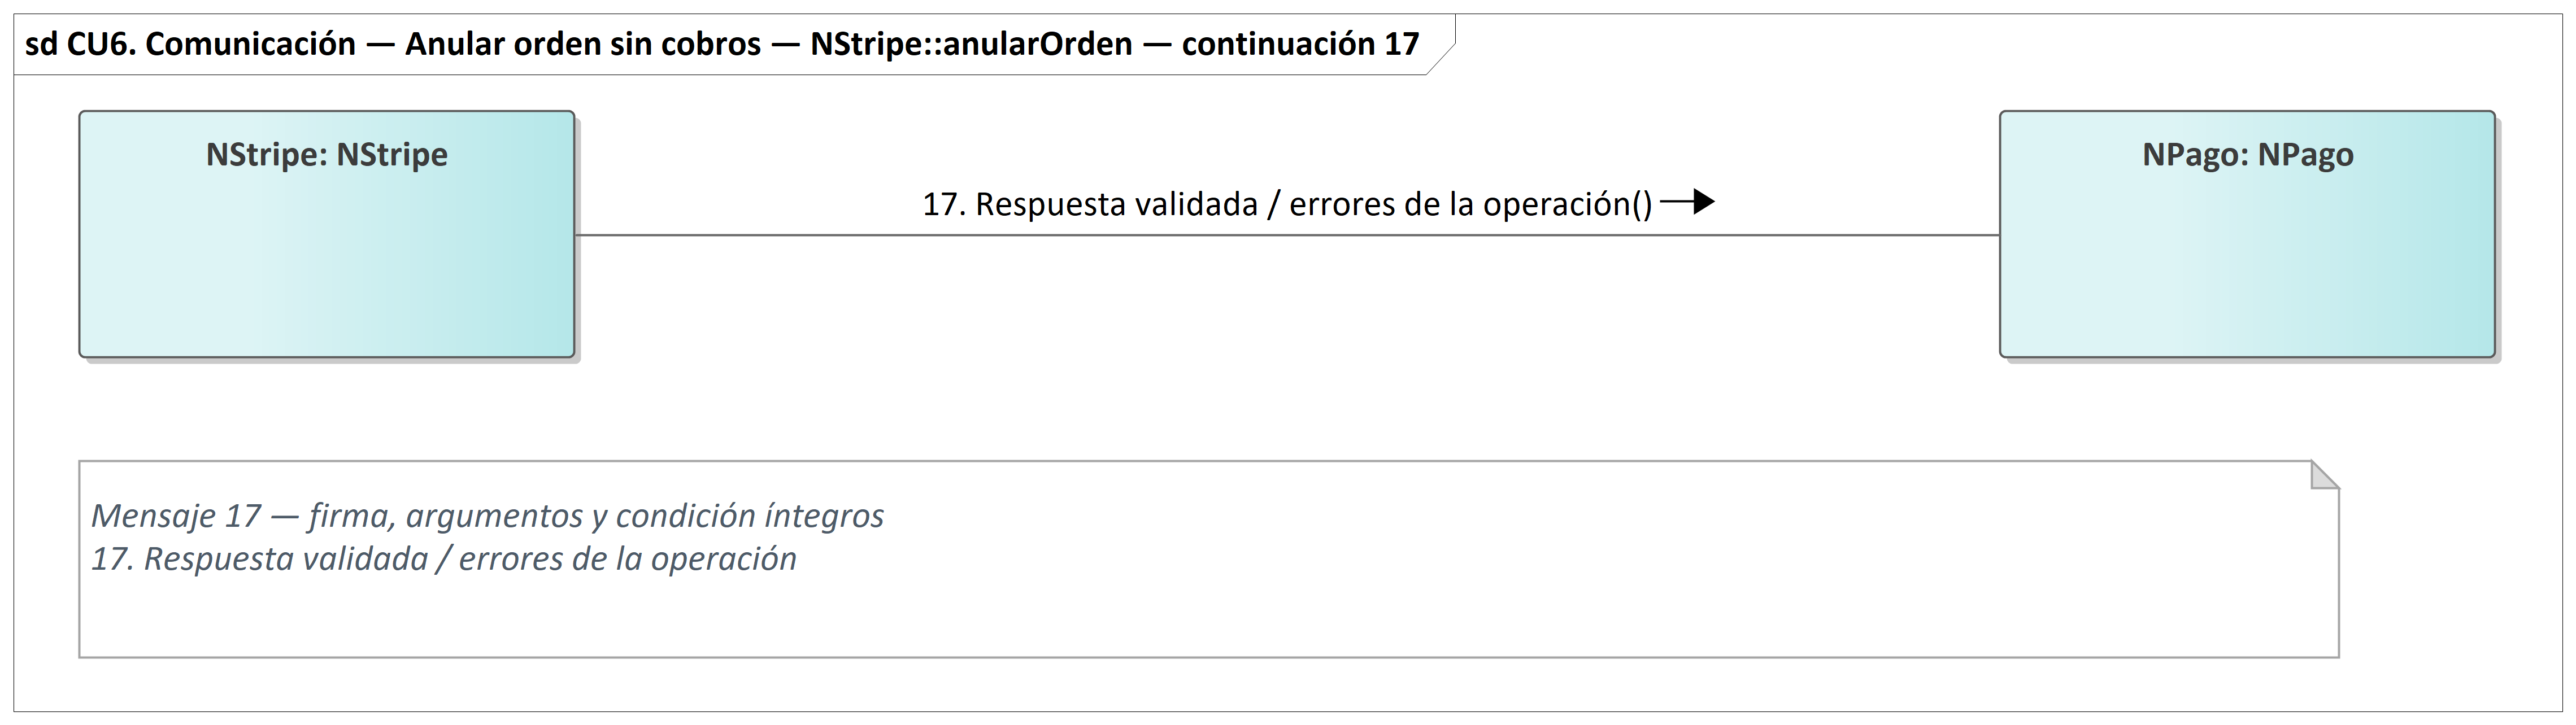 sd CU6. Comunicación — Anular orden sin cobros — NStripe::anularOrden — continuación 17
NStripe: NStripe
NPago: NPago
17. Respuesta validada / errores de la operación()
Mensaje 17 — firma, argumentos y condición íntegros
17. Respuesta validada / errores de la operación